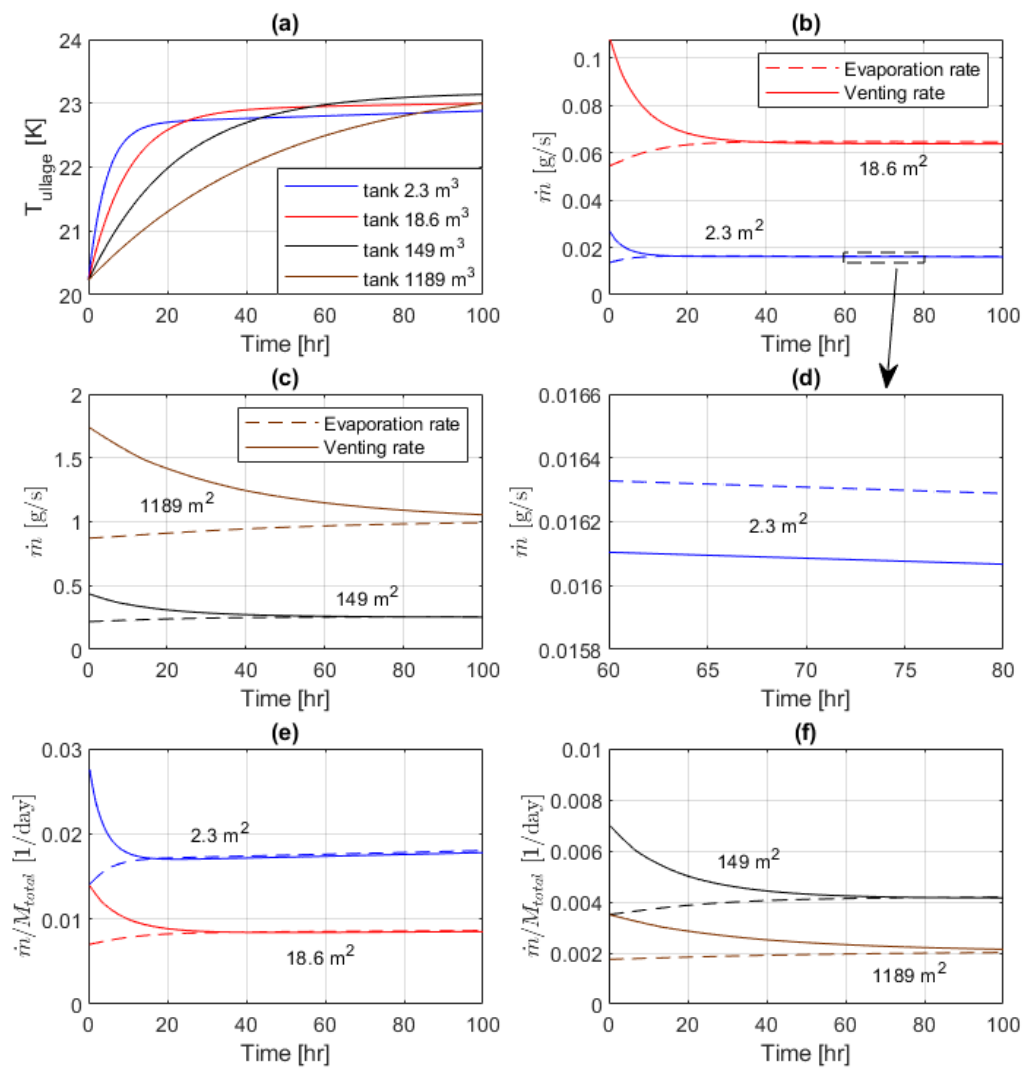 (a)
24
23
22
21
20
T_ullage [K]
tank 2.3 m³
tank 18.6 m³
tank 149 m³
tank 1189 m³
0 20 40 60 80 100
Time [hr]
(b)
0.1
0.08
0.06
0.04
0.02
0
ṁ [g/s]
Evaporation rate
Venting rate
18.6 m²
2.3 m²
0 20 40 60 80 100
Time [hr]
(c)
2
1.5
1
0.5
0
ṁ [g/s]
Evaporation rate
Venting rate
1189 m²
149 m²
0 20 40 60 80 100
Time [hr]
(d)
0.0166
0.0164
0.0162
0.016
0.0158
ṁ [g/s]
2.3 m²
60 65 70 75 80
Time [hr]
(e)
0.03
0.02
0.01
0
ṁ/M_total [1/day]
2.3 m²
18.6 m²
0 20 40 60 80 100
Time [hr]
(f)
0.01
0.008
0.006
0.004
0.002
0
ṁ/M_total [1/day]
149 m²
1189 m²
0 20 40 60 80 100
Time [hr]